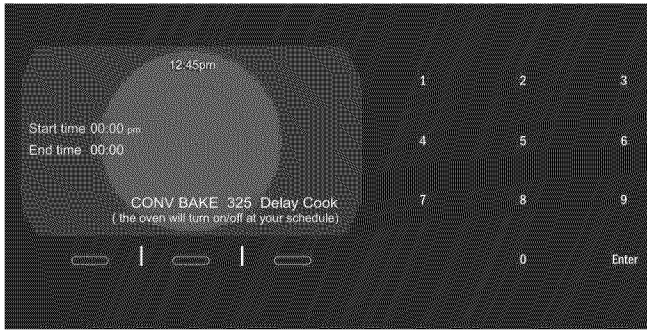 12:45pm
Start time 00:00 pm
End time 00:00
CONV BAKE 325 Delay Cook
( the oven will turn on/off at your schedule)
1 2 3
4 5 6
7 8 9
0 Enter